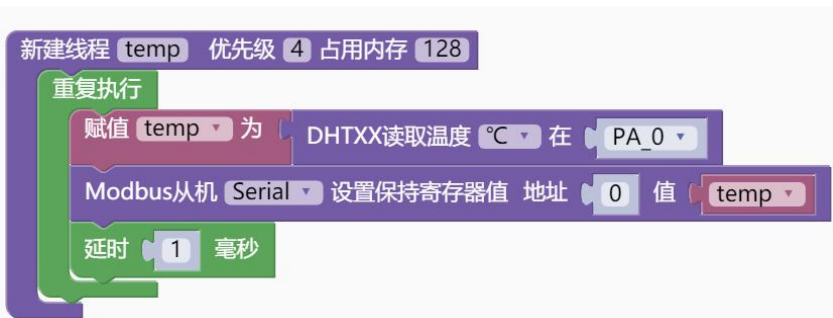 新建线程 temp 优先级 4 占用内存 128
重复执行
赋值 temp 为 DHTXX读取温度 ℃ 在 PA_0
Modbus从机 Serial 设置保持寄存器值 地址 0 值 temp
延时 1 毫秒